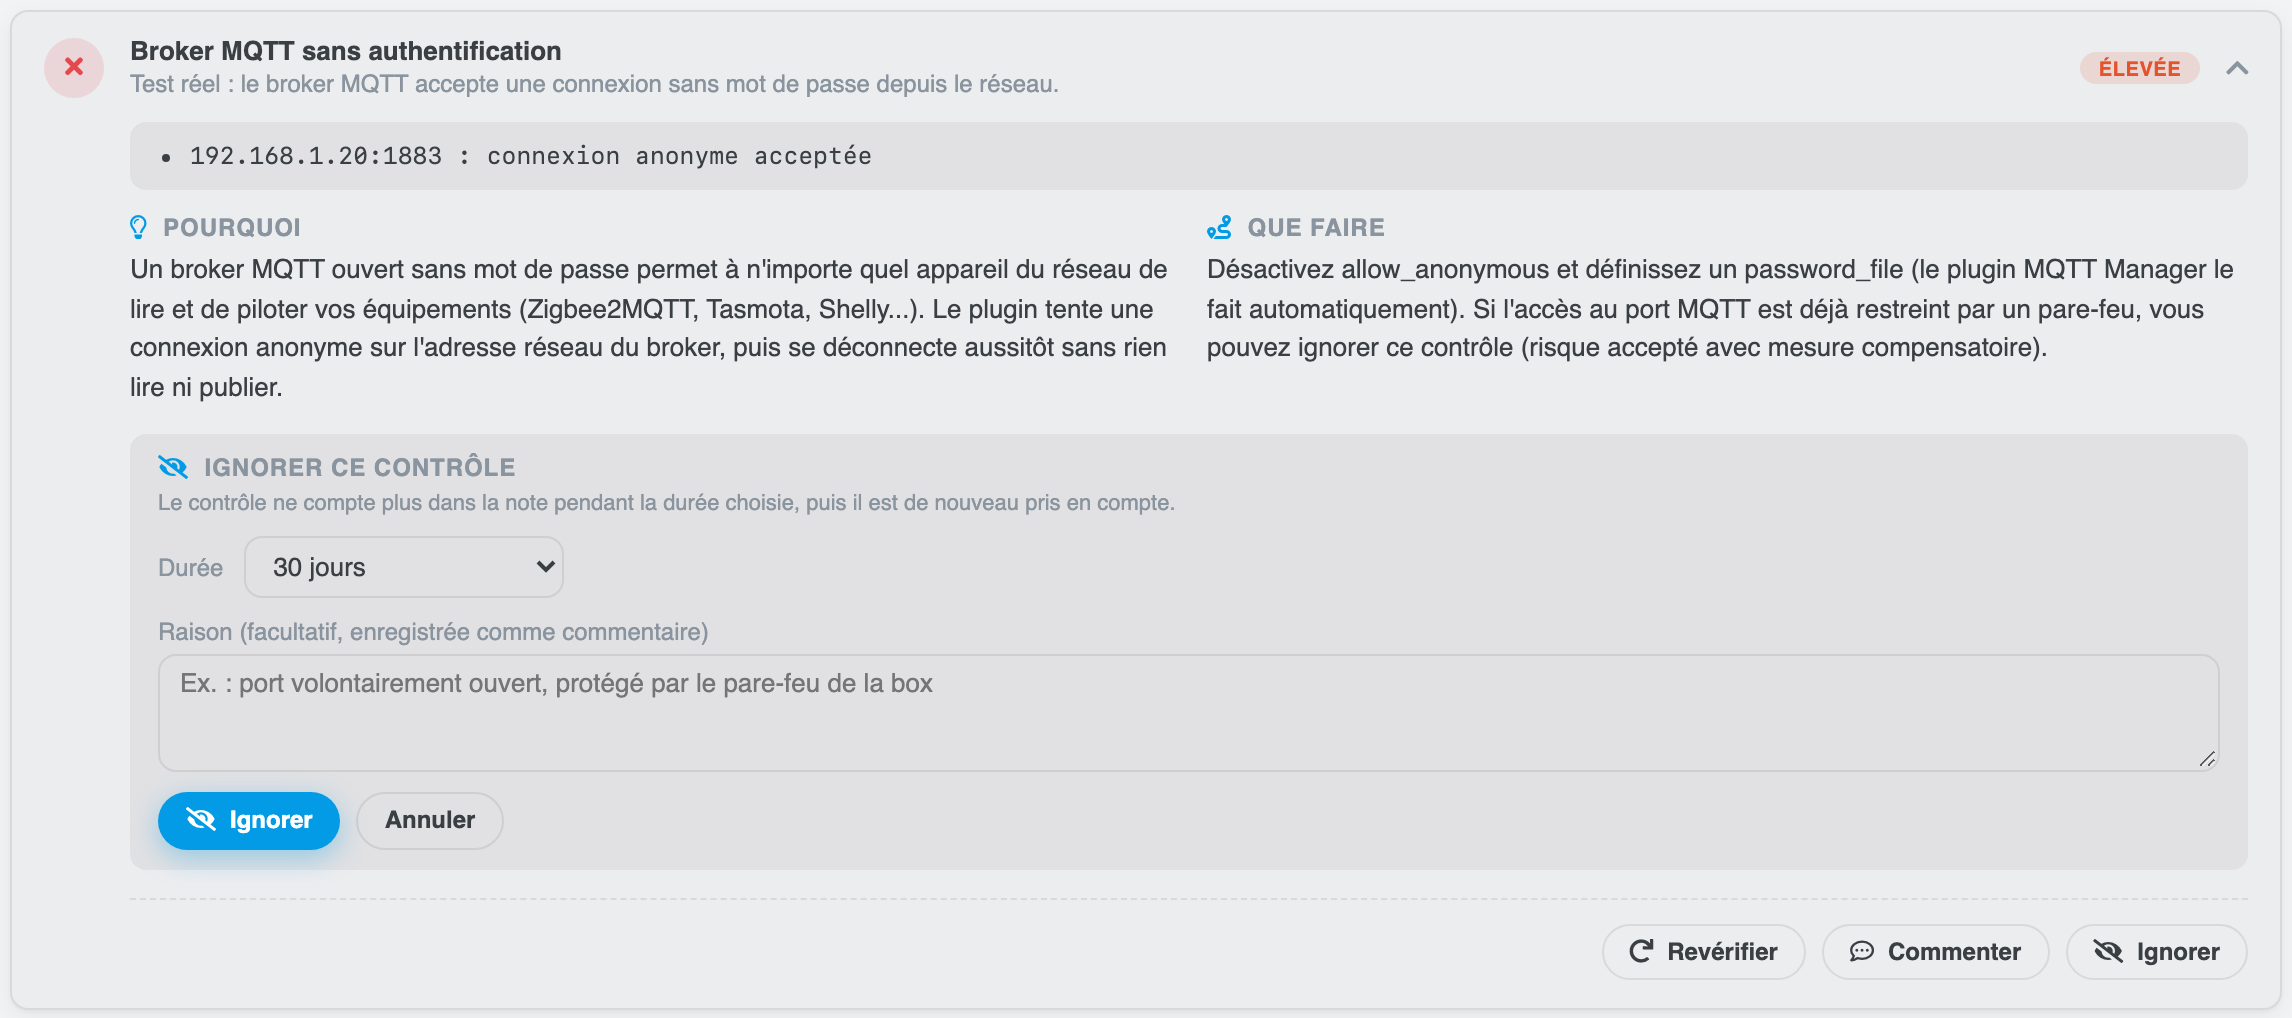 Broker MQTT sans authentification
Test réel : le broker MQTT accepte une connexion sans mot de passe depuis le réseau.
ÉLEVÉE
• 192.168.1.20:1883 : connexion anonyme acceptée
POURQUOI
Un broker MQTT ouvert sans mot de passe permet à n'importe quel appareil du réseau de
lire et de piloter vos équipements (Zigbee2MQTT, Tasmota, Shelly...). Le plugin tente une
connexion anonyme sur l'adresse réseau du broker, puis se déconnecte aussitôt sans rien
lire ni publier.
QUE FAIRE
Désactivez allow_anonymous et définissez un password_file (le plugin MQTT Manager le
fait automatiquement). Si l'accès au port MQTT est déjà restreint par un pare-feu, vous
pouvez ignorer ce contrôle (risque accepté avec mesure compensatoire).
IGNORER CE CONTRÔLE
Le contrôle ne compte plus dans la note pendant la durée choisie, puis il est de nouveau pris en compte.
Durée
30 jours
Raison (facultatif, enregistrée comme commentaire)
Ex. : port volontairement ouvert, protégé par le pare-feu de la box
Ignorer
Annuler
Revérifier
Commenter
Ignorer